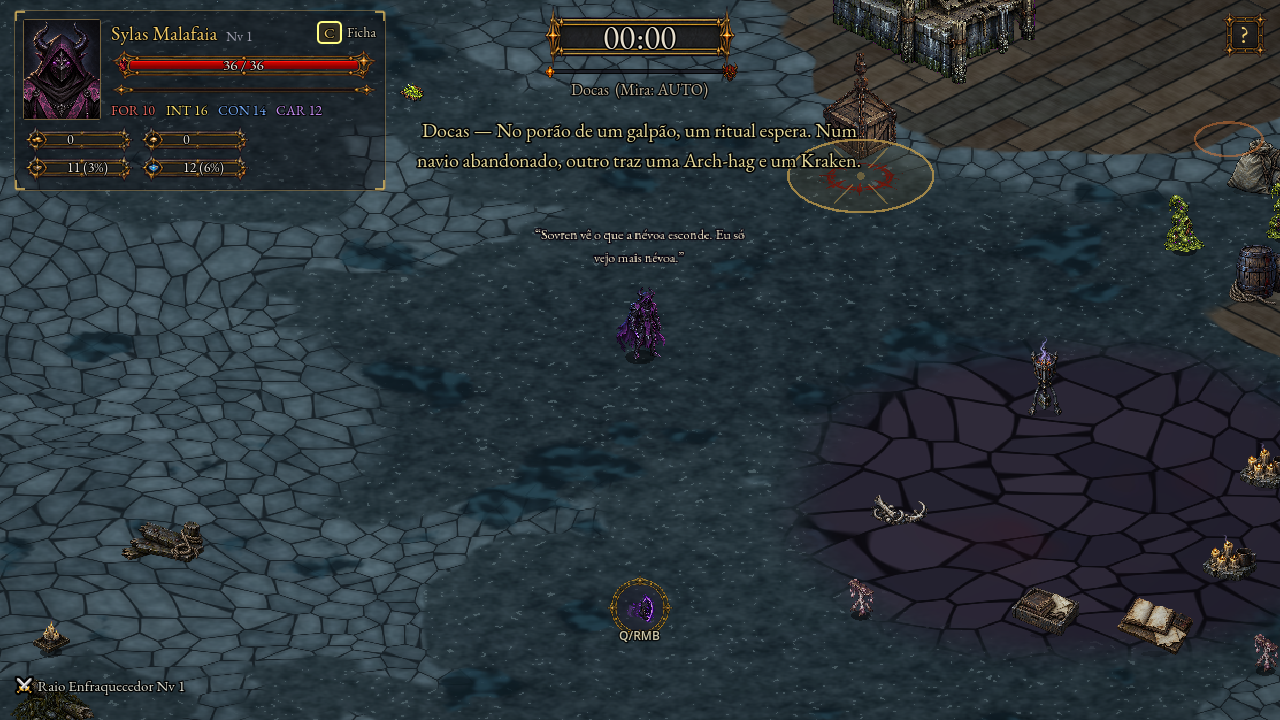 Sylas Malafaia Nv 1
C Ficha
36 / 36
FOR 10 INT 16 CON 14 CAR 12
0 0
11 (3%) 12 (6%)
00:00
Docas (Mira: AUTO)
?
Docas — No porão de um galpão, um ritual espera. Num
navio abandonado, outro traz uma Arch-hag e um Kraken.
“Sovren vê o que a névoa esconde. Eu só
vejo mais névoa.”
Q/RMB
Raio Enfraquecedor Nv 1